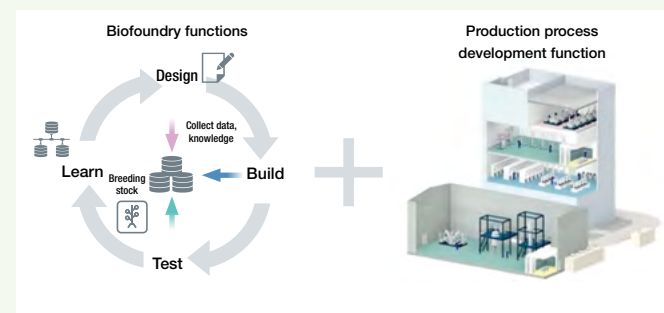 Biofoundry functions
Design
Collect data,
knowledge
Learn
Breeding
stock
Build
Test
Production process
development function